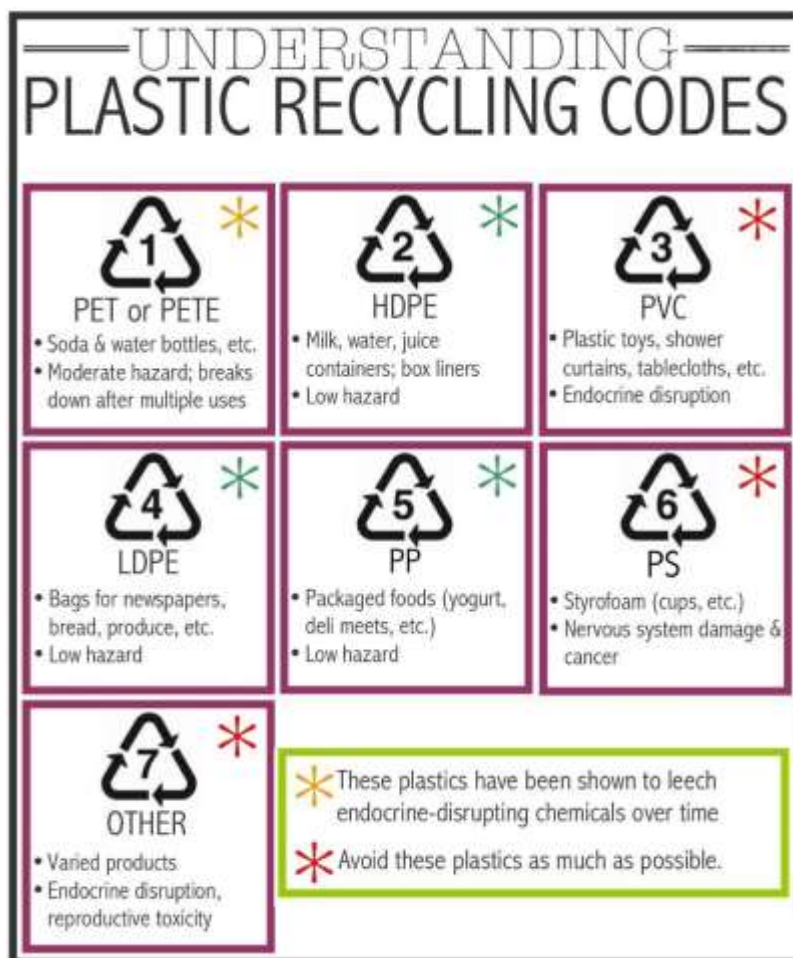 UNDERSTANDING
PLASTIC RECYCLING CODES
1
PET or PETE
• Soda & water bottles, etc.
• Moderate hazard; breaks
down after multiple uses
2
HDPE
• Milk, water, juice
containers; box liners
• Low hazard
3
PVC
• Plastic toys, shower
curtains, tablecloths, etc.
• Endocrine disruption
4
LDPE
• Bags for newspapers,
bread, produce, etc.
• Low hazard
5
PP
• Packaged foods (yogurt,
deli meets, etc.)
• Low hazard
6
PS
• Styrofoam (cups, etc.)
• Nervous system damage &
cancer
7
OTHER
• Varied products
• Endocrine disruption,
reproductive toxicity
* These plastics have been shown to leech
endocrine-disrupting chemicals over time
* Avoid these plastics as much as possible.